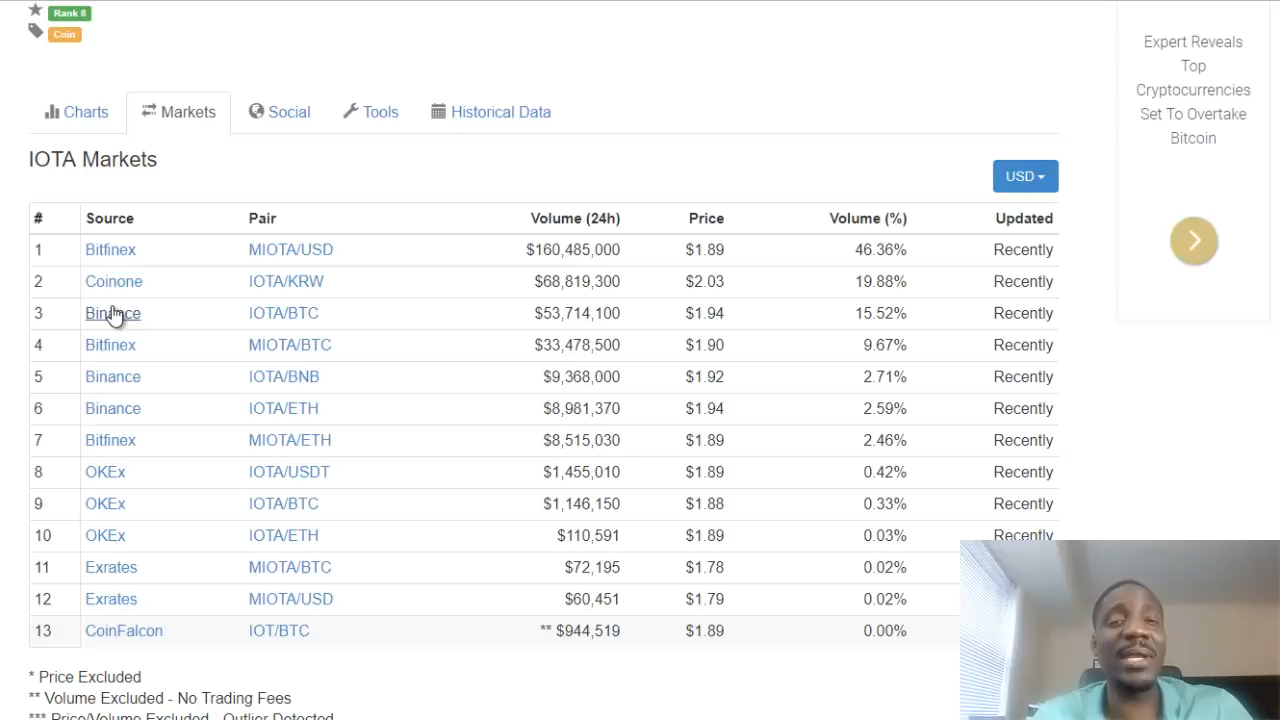 Rank 8
Coin
Expert Reveals
Top
Cryptocurrencies
Set To Overtake
Bitcoin
Charts Markets Social Tools Historical Data
IOTA Markets
USD
# Source Pair Volume (24h) Price Volume (%) Updated
1 Bitfinex MIOTA/USD $160,485,000 $1.89 46.36% Recently
2 Coinone IOTA/KRW $68,819,300 $2.03 19.88% Recently
3 Binance IOTA/BTC $53,714,100 $1.94 15.52% Recently
4 Bitfinex MIOTA/BTC $33,478,500 $1.90 9.67% Recently
5 Binance IOTA/BNB $9,368,000 $1.92 2.71% Recently
6 Binance IOTA/ETH $8,981,370 $1.94 2.59% Recently
7 Bitfinex MIOTA/ETH $8,515,030 $1.89 2.46% Recently
8 OKEx IOTA/USDT $1,455,010 $1.89 0.42% Recently
9 OKEx IOTA/BTC $1,146,150 $1.88 0.33% Recently
10 OKEx IOTA/ETH $110,591 $1.89 0.03% Recently
11 Exrates MIOTA/BTC $72,195 $1.78 0.02%
12 Exrates MIOTA/USD $60,451 $1.79 0.02%
13 CoinFalcon IOT/BTC ** $944,519 $1.89 0.00%
* Price Excluded
** Volume Excluded - No Trading Fees
*** Price/Volume Excluded - Outlier Detected